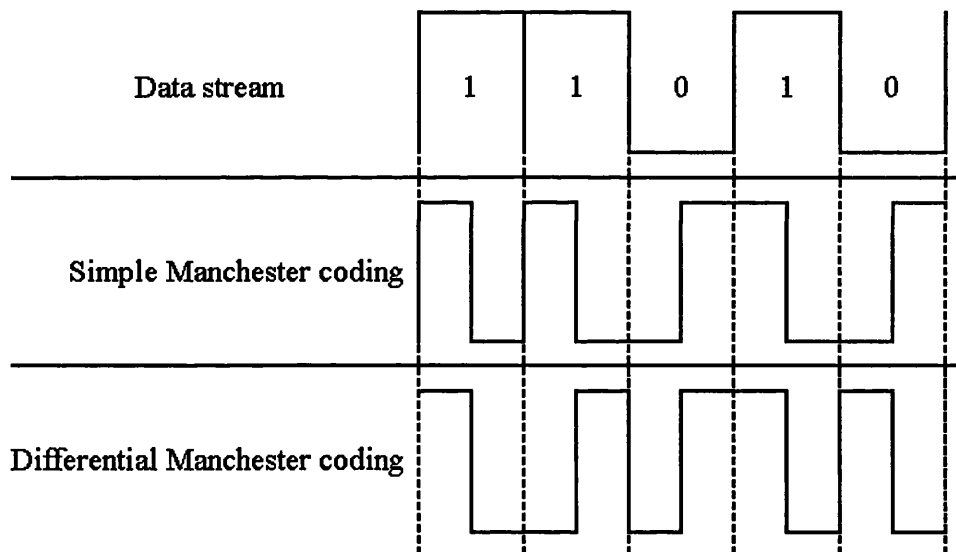 Data stream 1 1 0 1 0
Simple Manchester coding
Differential Manchester coding